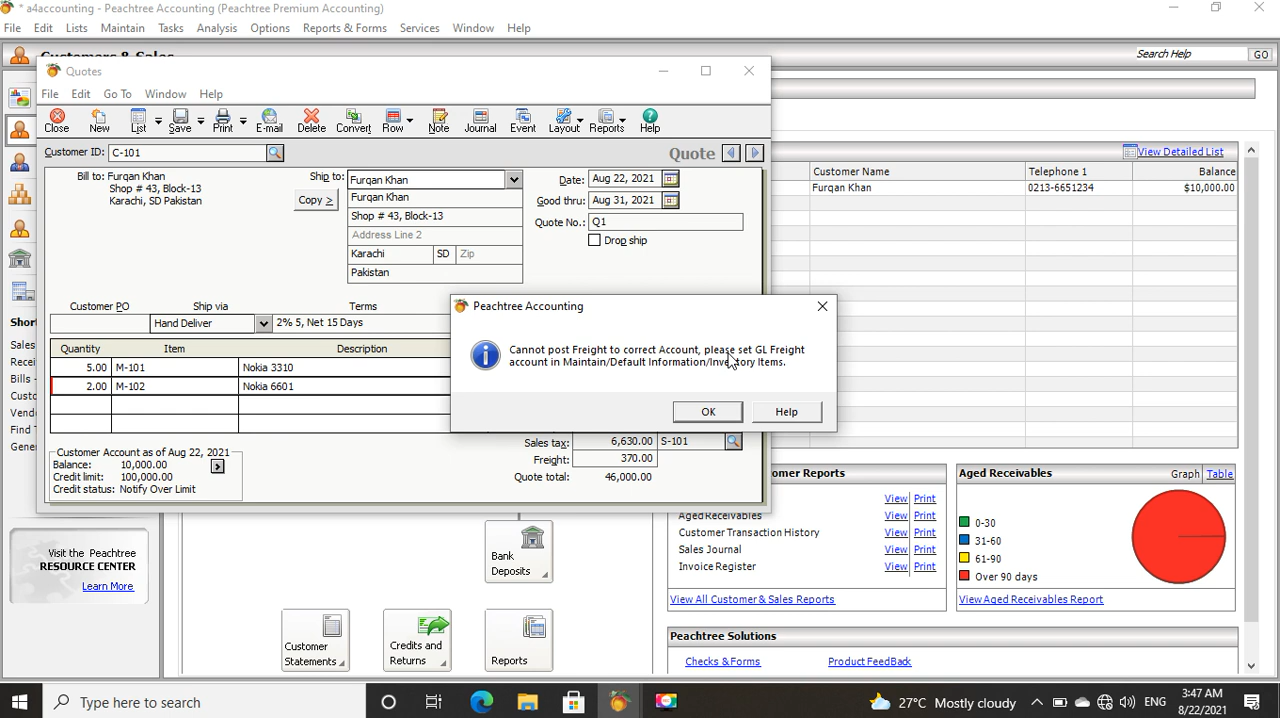 * a4accounting - Peachtree Accounting (Peachtree Premium Accounting)
File Edit Lists Maintain Tasks Analysis Options Reports & Forms Services Window Help
Search Help GO
Quotes
File Edit Go To Window Help
Close New List Save Print E-mail Delete Convert Row Note Journal Event Layout Reports Help
Customer ID: C-101
Quote
Bill to: Furqan Khan
Shop # 43, Block-13
Karachi, SD Pakistan
Ship to: Furqan Khan
Copy >
Furqan Khan
Shop # 43, Block-13
Address Line 2
Karachi SD Zip
Pakistan
Date: Aug 22, 2021
Good thru: Aug 31, 2021
Quote No.: Q1
Drop ship
Customer PO Ship via Terms
Hand Deliver 2% 5, Net 15 Days
Quantity Item Description
5.00 M-101 Nokia 3310
2.00 M-102 Nokia 6601
Sales tax: 6,630.00 S-101
Freight: 370.00
Quote total: 46,000.00
Customer Account as of Aug 22, 2021
Balance: 10,000.00
Credit limit: 100,000.00
Credit status: Notify Over Limit
Peachtree Accounting
Cannot post Freight to correct Account, please set GL Freight
account in Maintain/Default Information/Inventory Items.
OK Help
View Detailed List
Customer Name Telephone 1 Balance
Furqan Khan 0213-6651234 $10,000.00
Visit the Peachtree
RESOURCE CENTER
Learn More
Bank
Deposits
Customer
Statements
Credits and
Returns
Reports
View Print
Aged Receivables View Print
Customer Transaction History View Print
Sales Journal View Print
Invoice Register View Print
View All Customer & Sales Reports
Aged Receivables Graph Table
0-30
31-60
61-90
Over 90 days
View Aged Receivables Report
Peachtree Solutions
Checks & Forms Product FeedBack
Type here to search
27°C Mostly cloudy
ENG
3:47 AM
8/22/2021